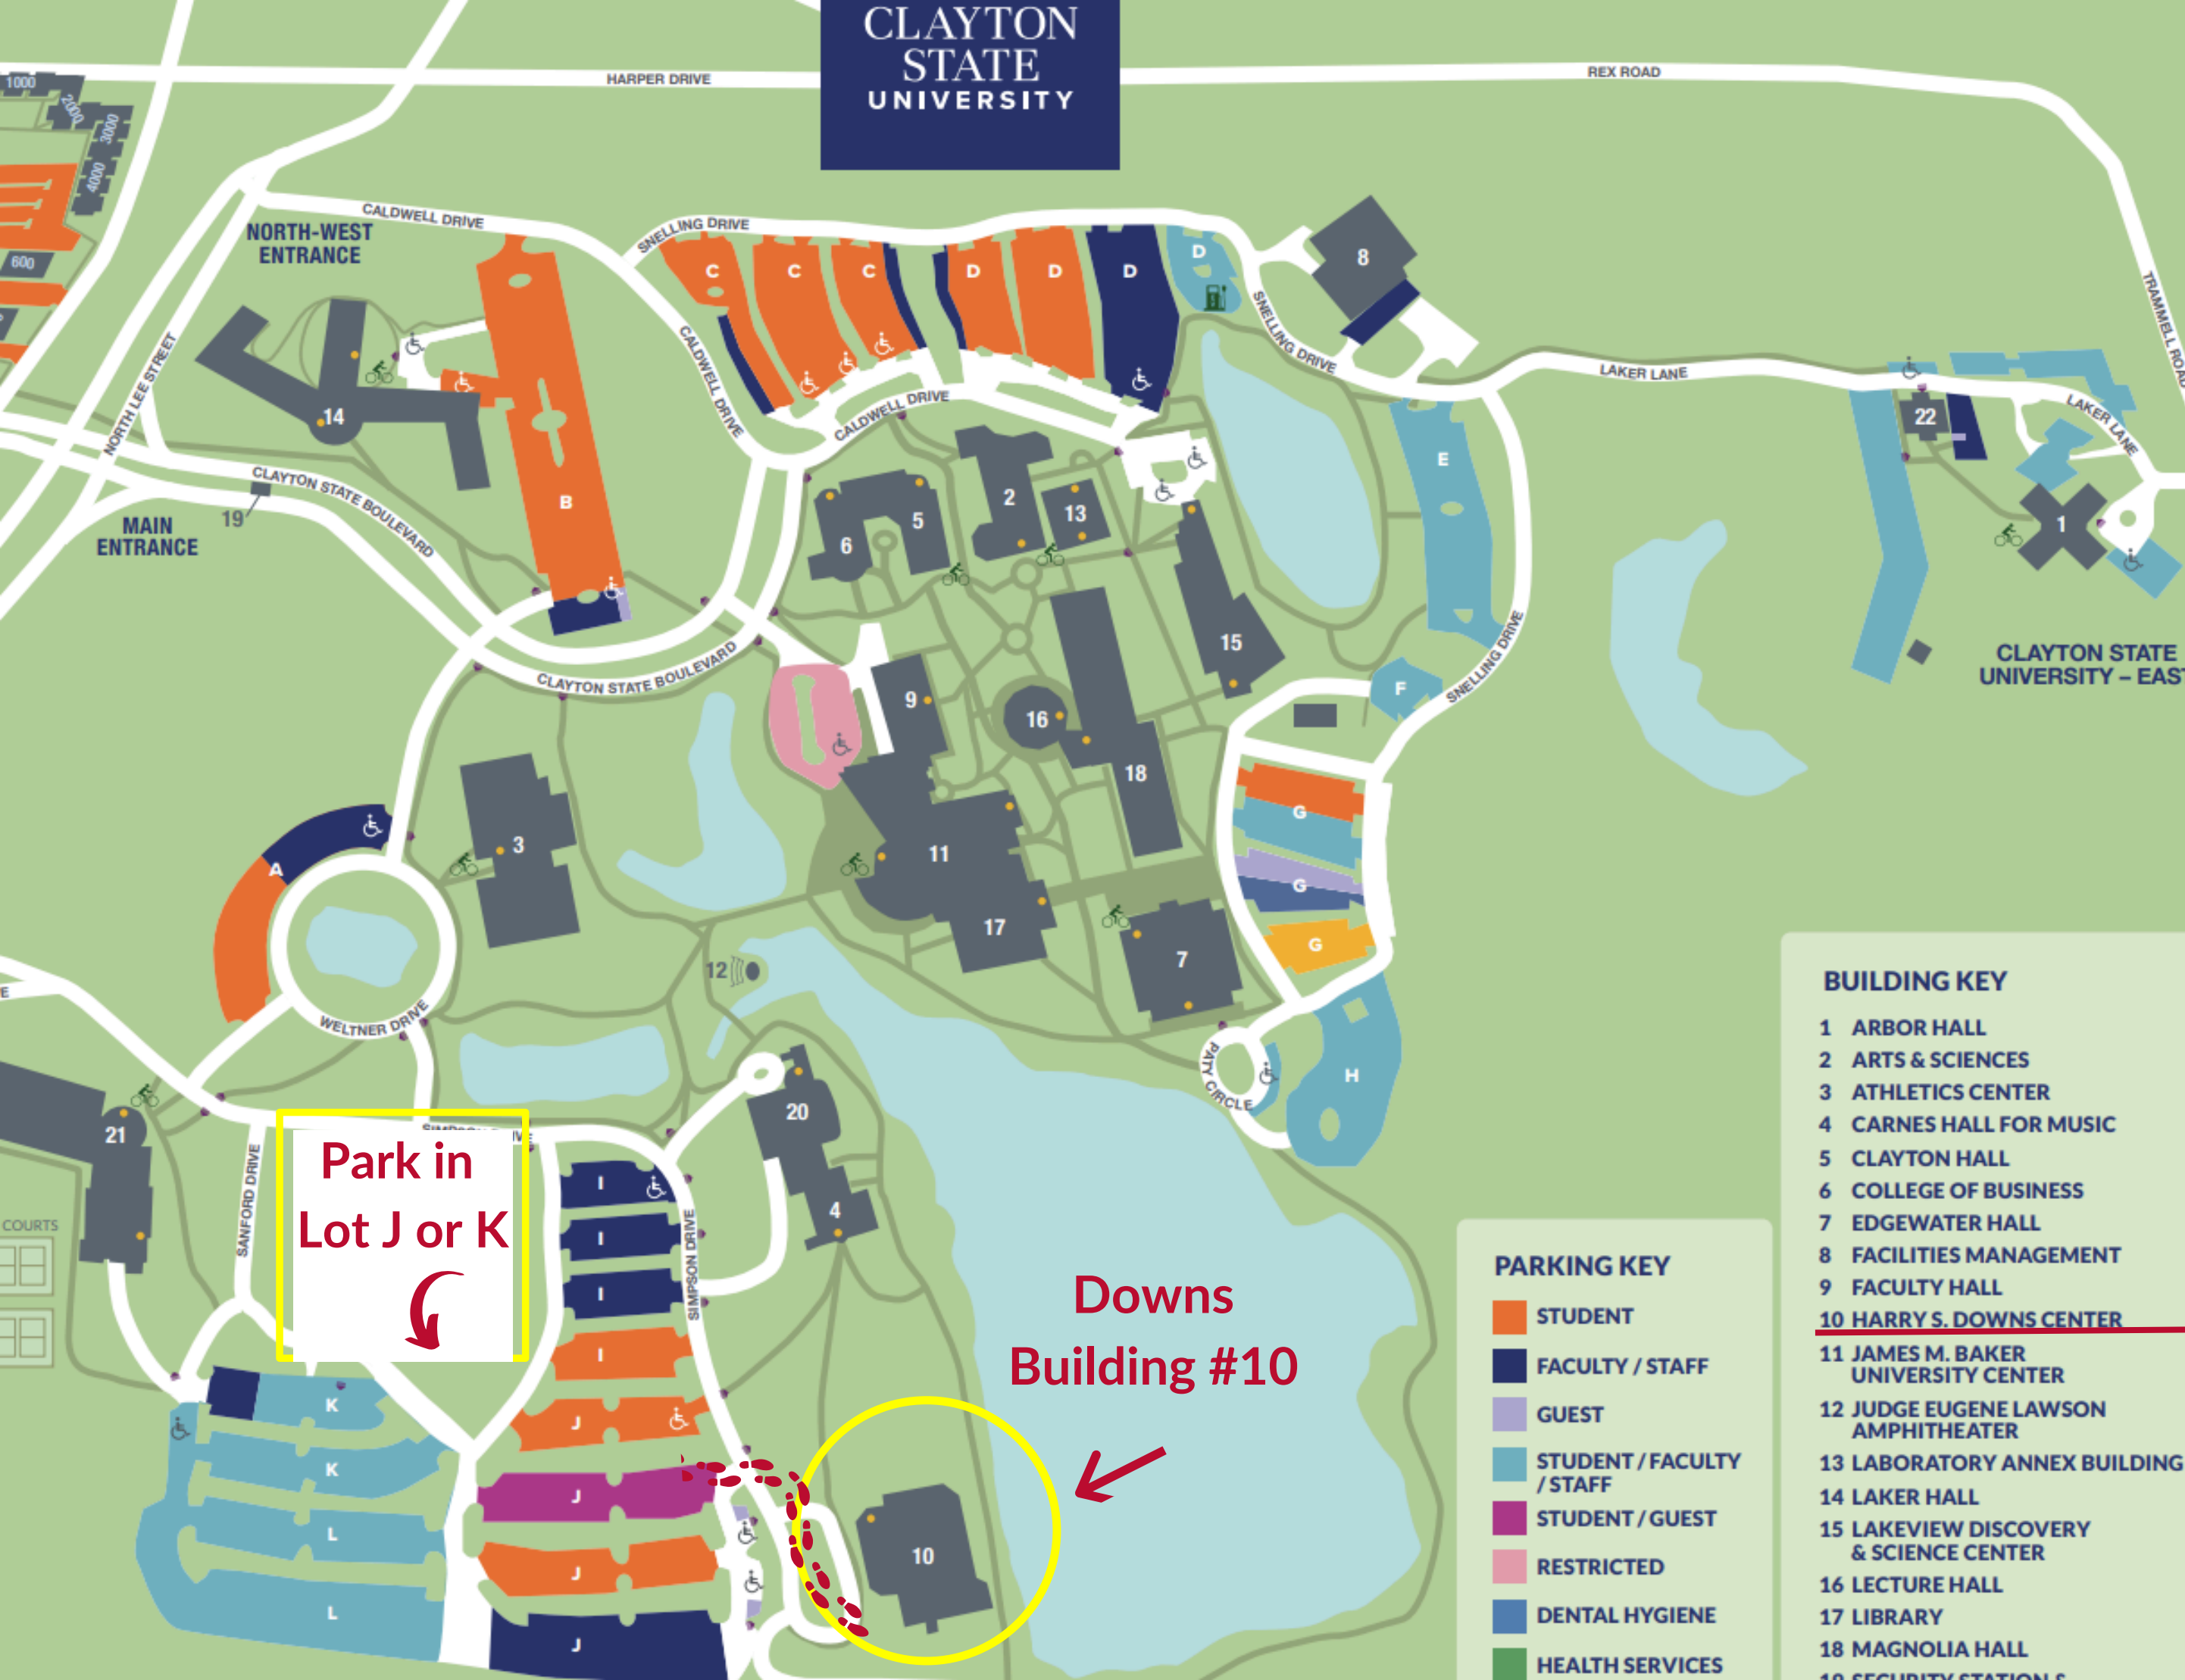 CLAYTON
STATE
UNIVERSITY
HARPER DRIVE
REX ROAD
1000
2000
3000
4000
600
CALDWELL DRIVE
SNELLING DRIVE
NORTH-WEST
ENTRANCE
C
C
C
D
D
D
D
8
TRAMMELL ROAD
NORTH LEE STREET
CALDWELL DRIVE
SNELLING DRIVE
LAKER LANE
LAKER LANE
14
CALDWELL DRIVE
22
CLAYTON STATE BOULEVARD
B
E
19
MAIN
ENTRANCE
2
13
5
6
1
15
CLAYTON STATE
UNIVERSITY – EAST
CLAYTON STATE BOULEVARD
SNELLING DRIVE
F
9
16
18
G
3
11
A
G
17
G
7
12
WELTNER DRIVE
PATY CIRCLE
H
20
21
SIMPSON DRIVE
SANFORD DRIVE
Park in
Lot J or K
I
I
I
I
SIMPSON DRIVE
4
COURTS
Downs
Building #10
K
K
L
L
J
J
J
J
10
BUILDING KEY
1 ARBOR HALL
2 ARTS & SCIENCES
3 ATHLETICS CENTER
4 CARNES HALL FOR MUSIC
5 CLAYTON HALL
6 COLLEGE OF BUSINESS
7 EDGEWATER HALL
8 FACILITIES MANAGEMENT
9 FACULTY HALL
10 HARRY S. DOWNS CENTER
11 JAMES M. BAKER
UNIVERSITY CENTER
12 JUDGE EUGENE LAWSON
AMPHITHEATER
13 LABORATORY ANNEX BUILDING
14 LAKER HALL
15 LAKEVIEW DISCOVERY
& SCIENCE CENTER
16 LECTURE HALL
17 LIBRARY
18 MAGNOLIA HALL
PARKING KEY
STUDENT
FACULTY / STAFF
GUEST
STUDENT / FACULTY
/ STAFF
STUDENT / GUEST
RESTRICTED
DENTAL HYGIENE
HEALTH SERVICES